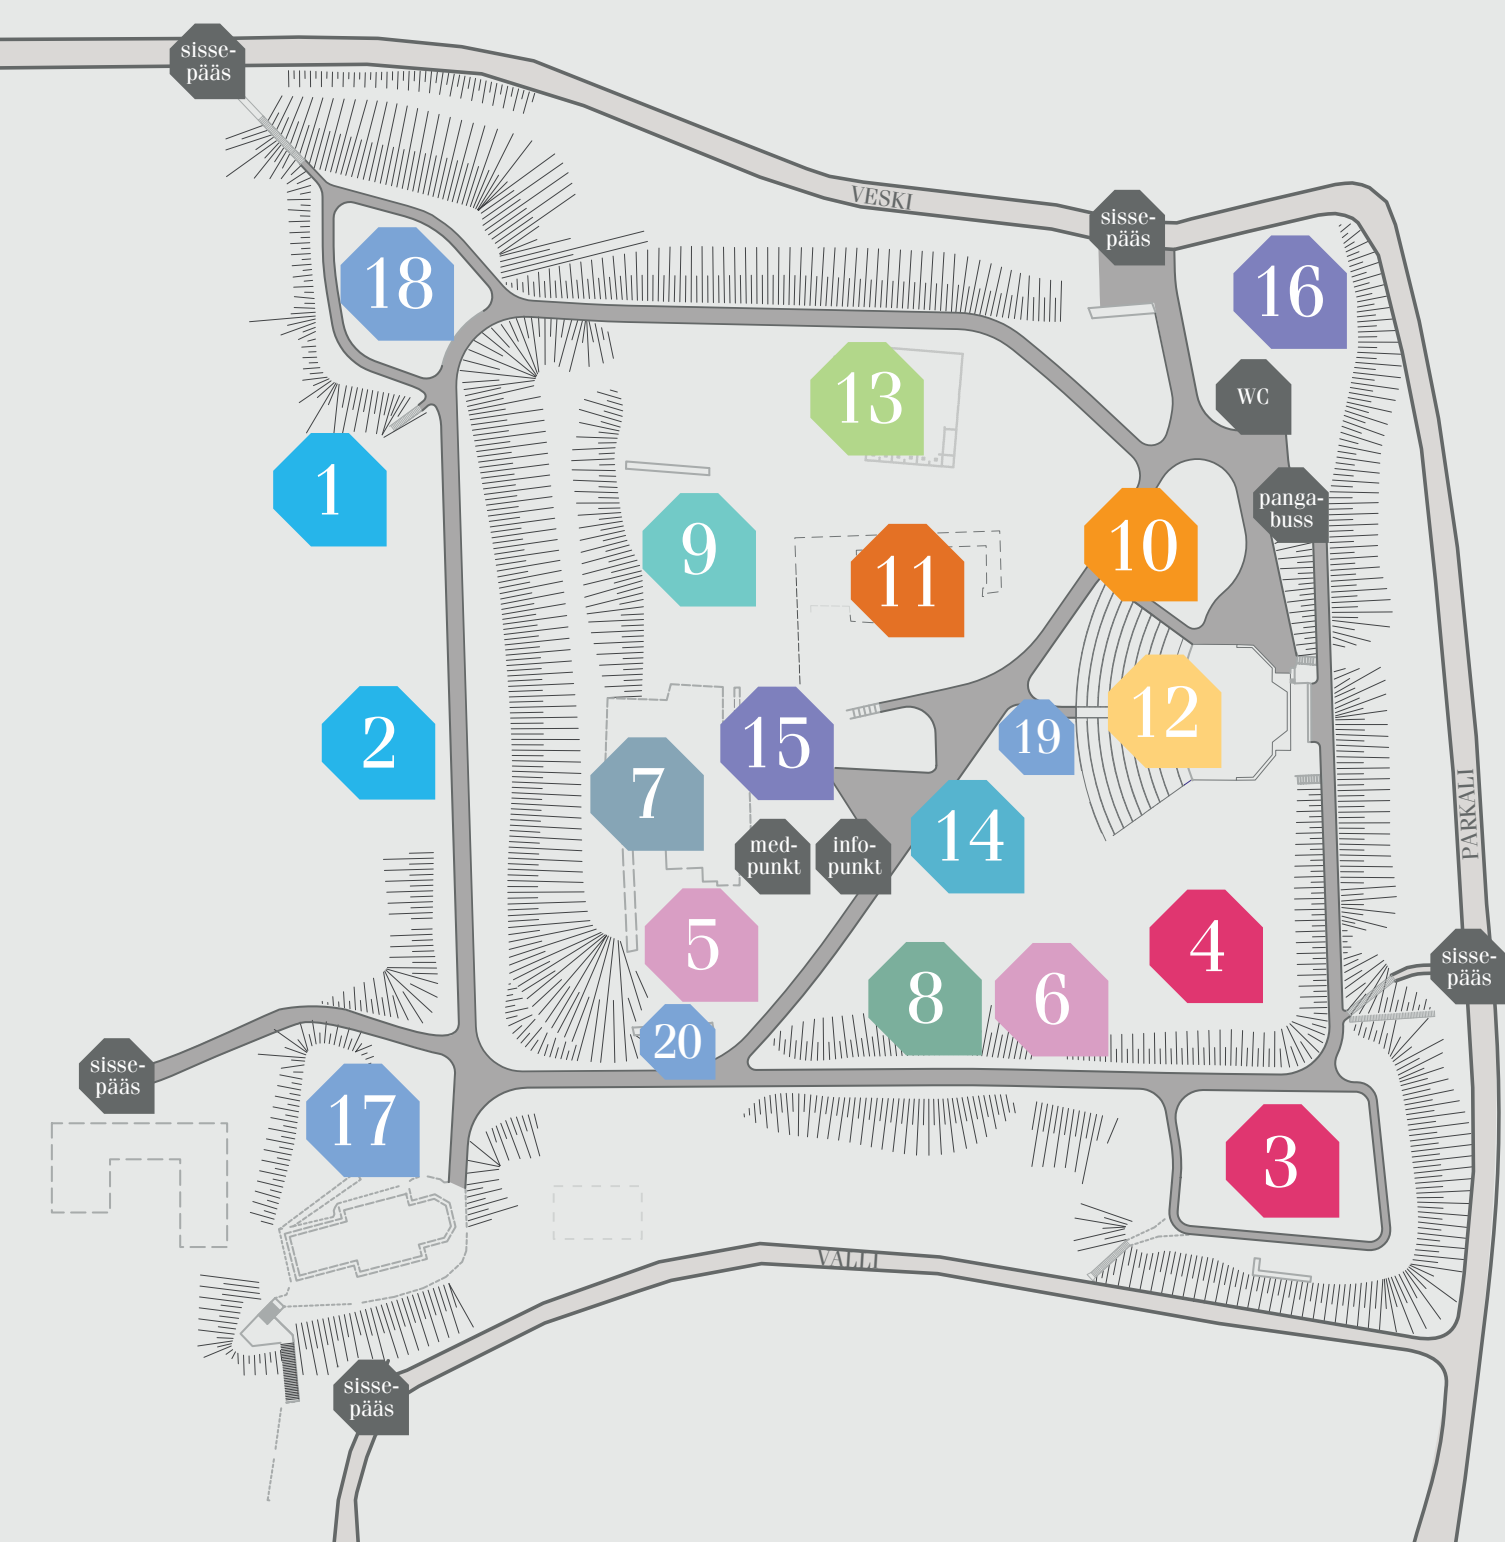 sisse-
pääs
VESKI
sisse-
pääs
16
18
13
WC
1
panga-
buss
9
10
11
2
15
12
19
7
14
med-
punkt
info-
punkt
PARKALI
5
4
8
6
sisse-
pääs
20
sisse-
pääs
17
3
VALLI
sisse-
pääs